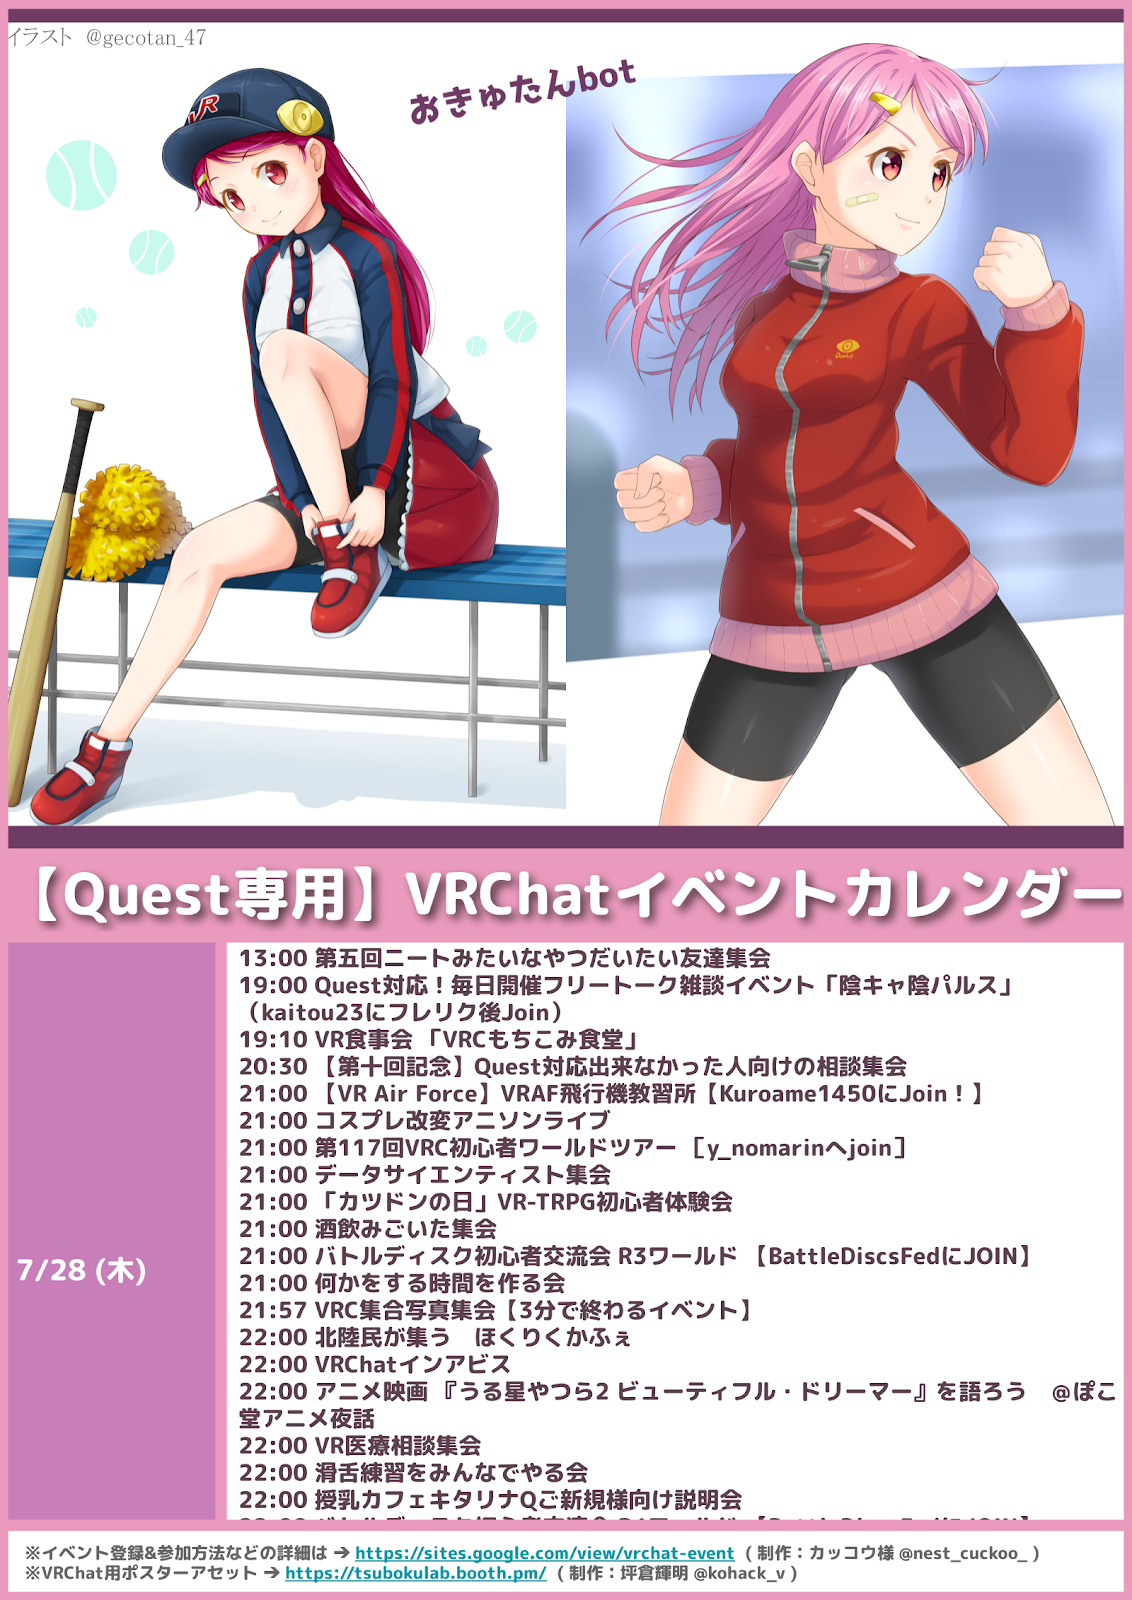 イラスト @gecotan_47
おきゅたんbot
VR
Quest
【Quest専用】VRChatイベントカレンダー
7/28 (木)
13:00 第五回ニートみたいなやつだいたい友達集会
19:00 Quest対応！毎日開催フリートーク雑談イベント「陰キャ陰パルス」
（kaitou23にフレリク後Join）
19:10 VR食事会 「VRCもちこみ食堂」
20:30 【第十回記念】Quest対応出来なかった人向けの相談集会
21:00 【VR Air Force】VRAF飛行機教習所【Kuroame1450にJoin！】
21:00 コスプレ改変アニソンライブ
21:00 第117回VRC初心者ワールドツアー ［y_nomarinへjoin］
21:00 データサイエンティスト集会
21:00 「カツドンの日」VR-TRPG初心者体験会
21:00 酒飲みごいた集会
21:00 バトルディスク初心者交流会 R3ワールド 【BattleDiscsFedにJOIN】
21:00 何かをする時間を作る会
21:57 VRC集合写真集会【3分で終わるイベント】
22:00 北陸民が集う　ほくりくかふぇ
22:00 VRChatインアビス
22:00 アニメ映画 『うる星やつら2 ビューティフル・ドリーマー』を語ろう　@ぽこ
堂アニメ夜話
22:00 VR医療相談集会
22:00 滑舌練習をみんなでやる会
22:00 授乳カフェキタリナQご新規様向け説明会
※イベント登録&参加方法などの詳細は → https://sites.google.com/view/vrchat-event ( 制作：カッコウ様 @nest_cuckoo_ )
※VRChat用ポスターアセット → https://tsubokulab.booth.pm/ ( 制作：坪倉輝明 @kohack_v )